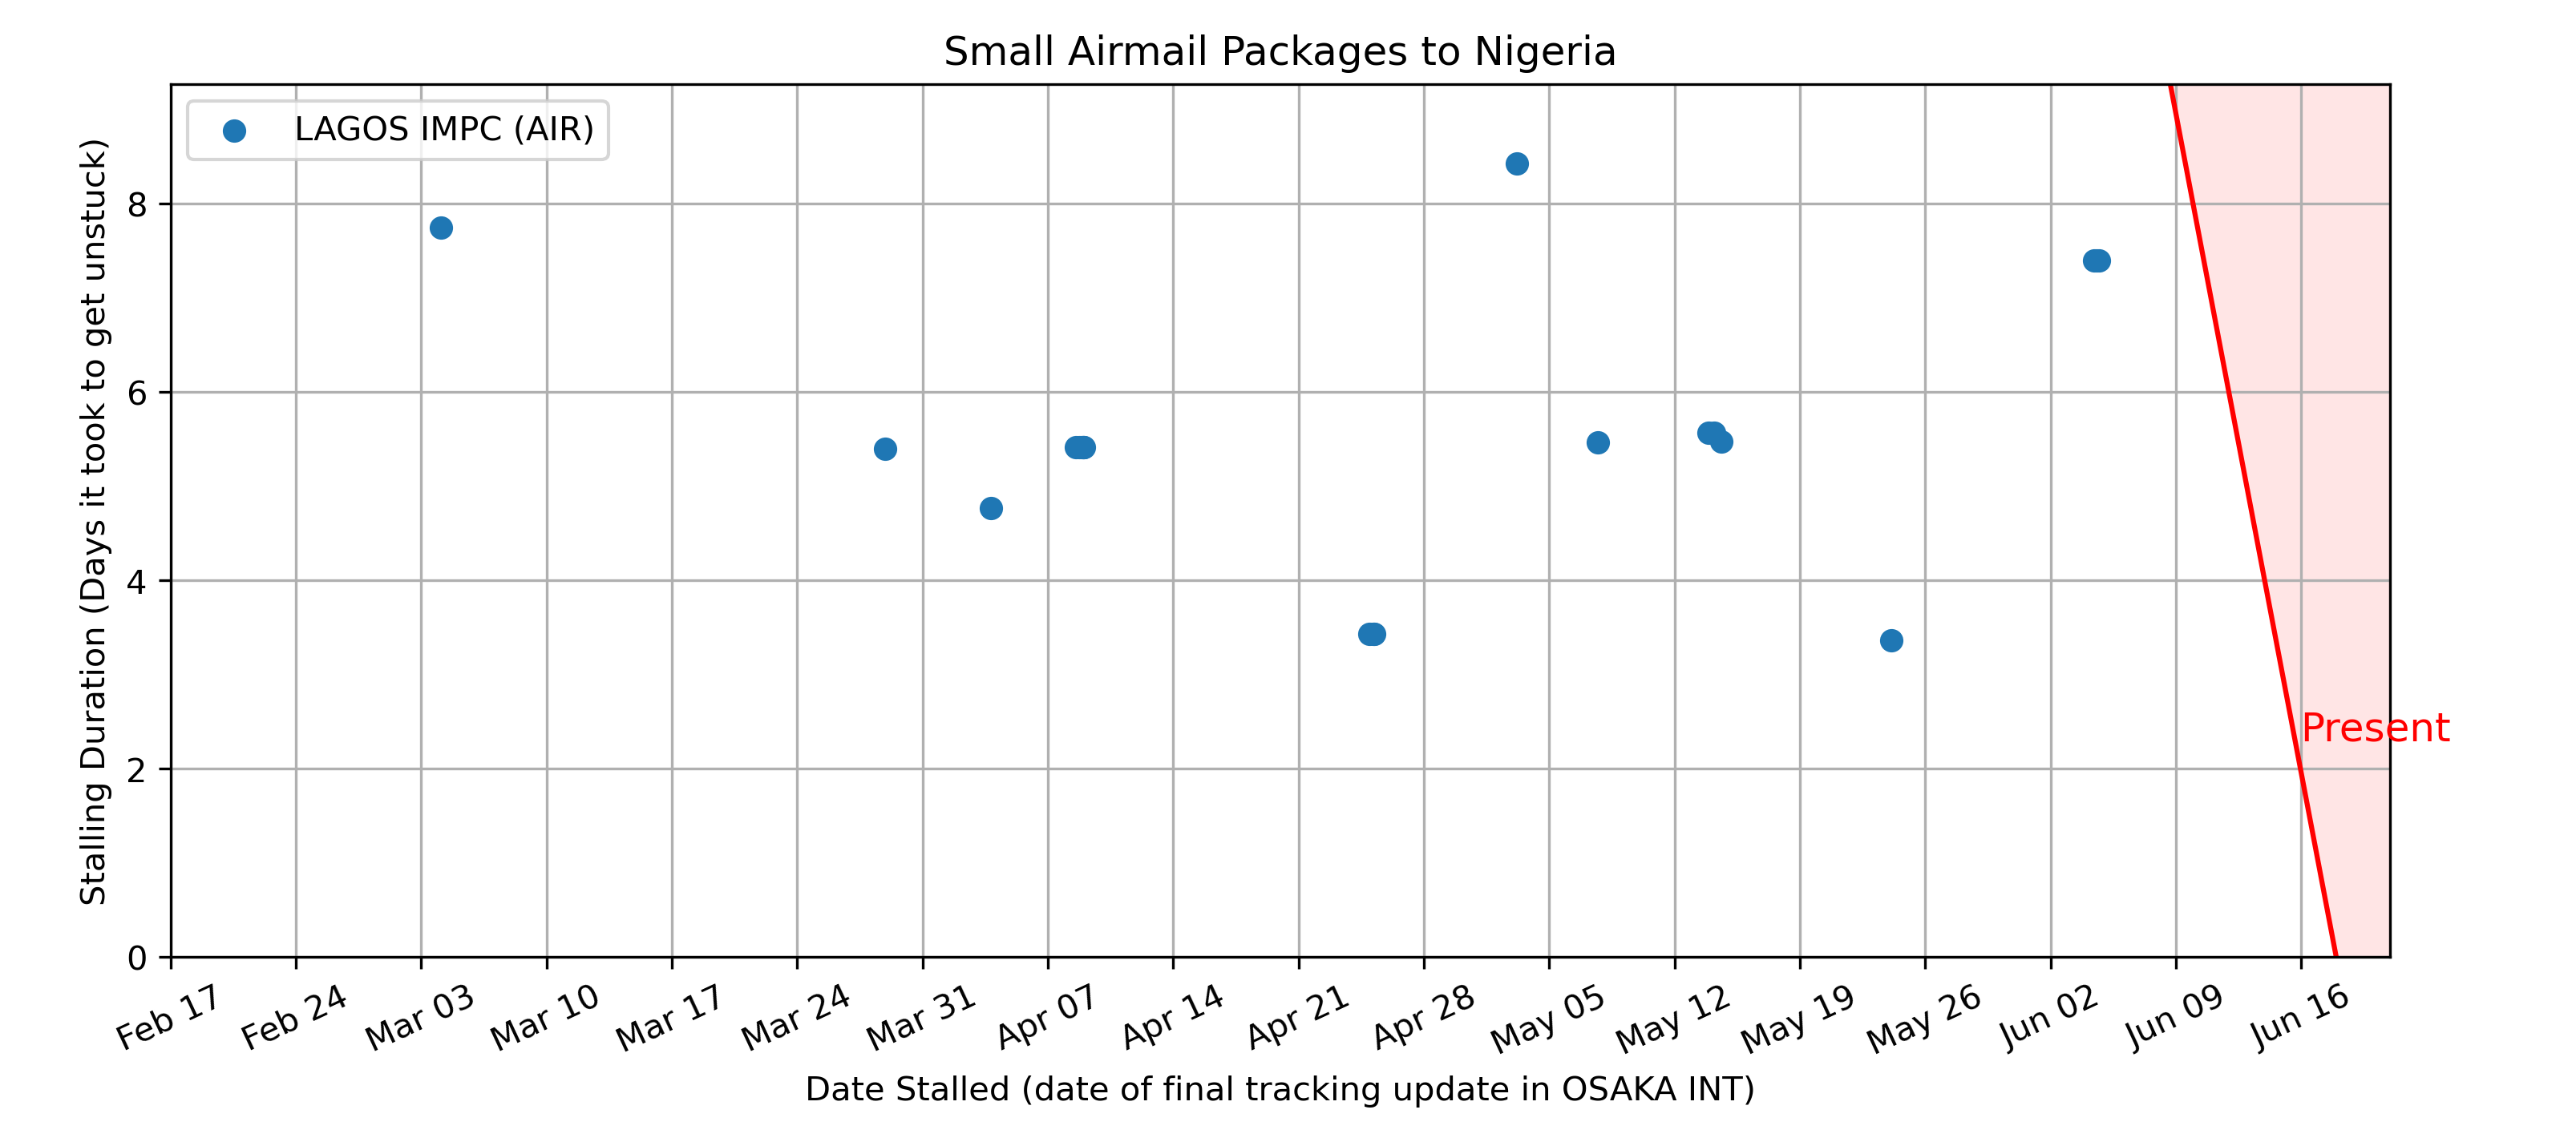 Small Airmail Packages to Nigeria
LAGOS IMPC (AIR)
Stalling Duration (Days it took to get unstuck)
8
6
4
2
0
Present
Feb 17
Feb 24
Mar 03
Mar 10
Mar 17
Mar 24
Mar 31
Apr 07
Apr 14
Apr 21
Apr 28
May 05
May 12
May 19
May 26
Jun 02
Jun 09
Jun 16
Date Stalled (date of final tracking update in OSAKA INT)